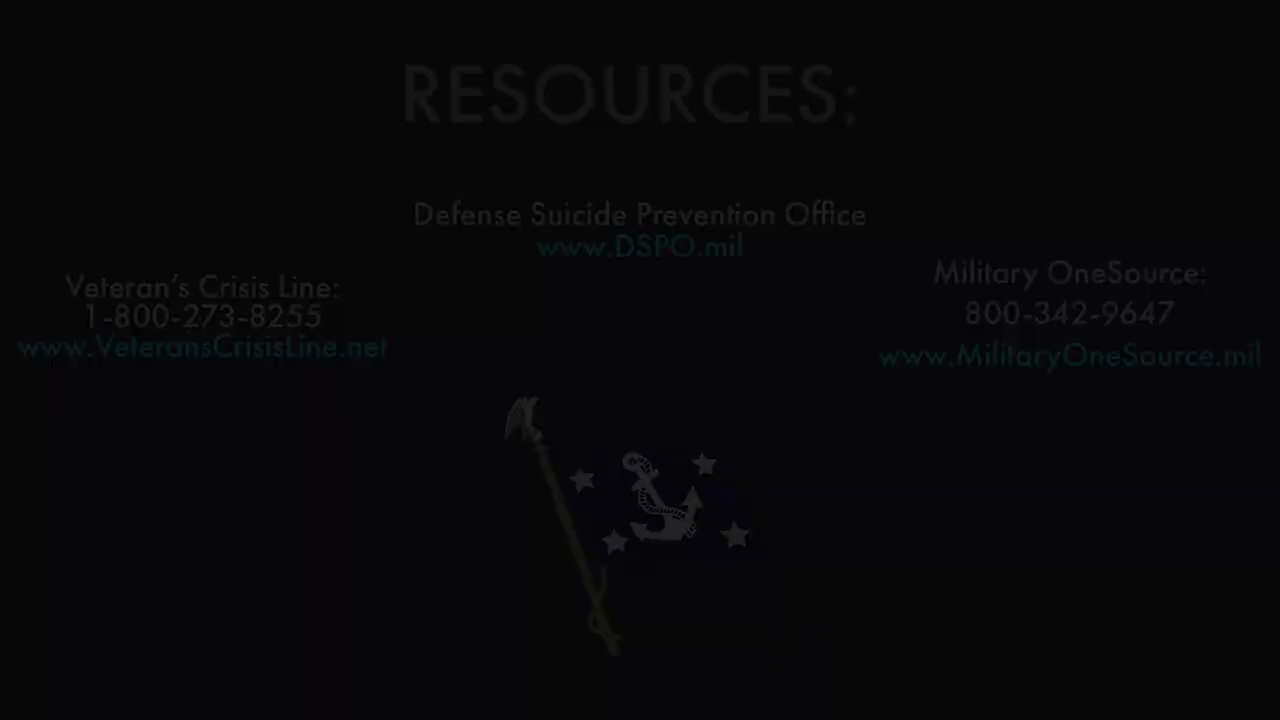 RESOURCES:
Defense Suicide Prevention Office
www.DSPO.mil
Veteran's Crisis Line:
1-800-273-8255
www.VeteransCrisisLine.net
Military OneSource:
800-342-9647
www.MilitaryOneSource.mil